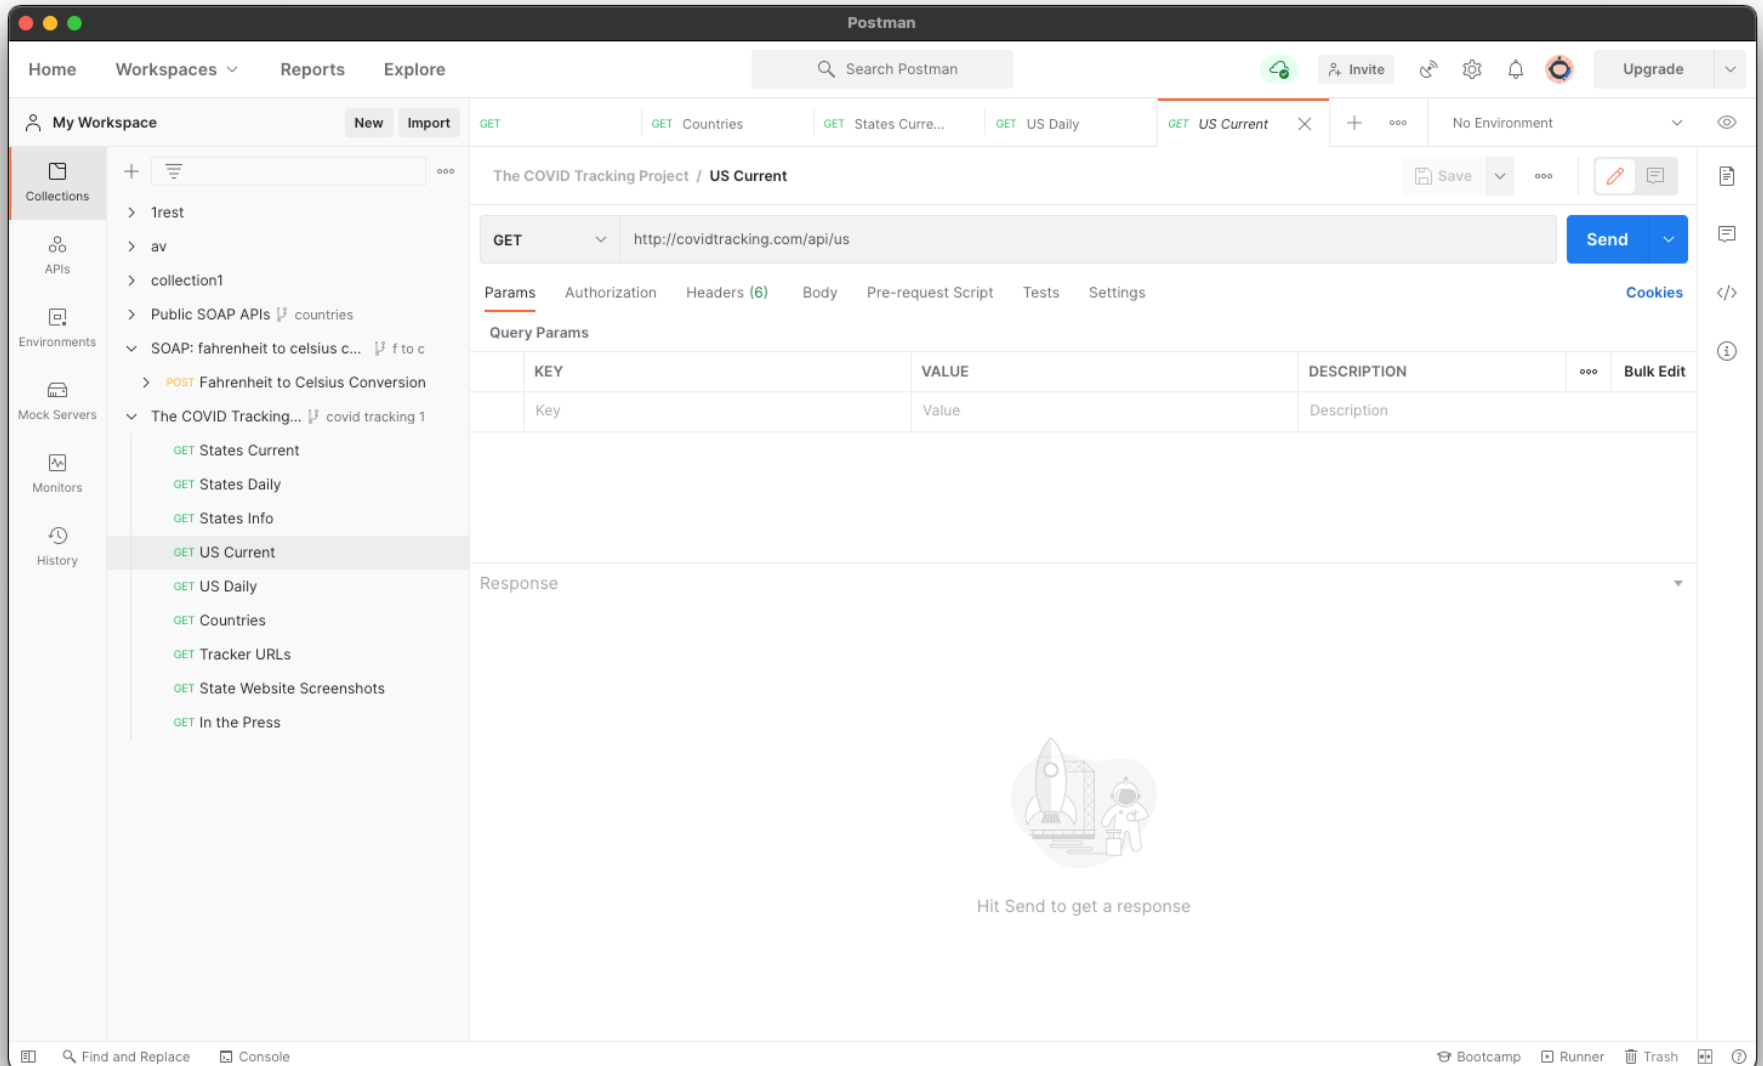 Postman
Home Workspaces Reports Explore Search Postman Invite Upgrade
My Workspace New Import GET GET Countries GET States Curre... GET US Daily GET US Current No Environment
The COVID Tracking Project / US Current Save
Collections
APIs
Environments
Mock Servers
Monitors
History
1rest
av
collection1
Public SOAP APIs countries
SOAP: fahrenheit to celsius c... f to c
POST Fahrenheit to Celsius Conversion
The COVID Tracking... covid tracking 1
GET States Current
GET States Daily
GET States Info
GET US Current
GET US Daily
GET Countries
GET Tracker URLs
GET State Website Screenshots
GET In the Press
GET http://covidtracking.com/api/us Send
Params Authorization Headers (6) Body Pre-request Script Tests Settings Cookies
Query Params
KEY VALUE DESCRIPTION Bulk Edit
Key Value Description
Response
Hit Send to get a response
Find and Replace Console Bootcamp Runner Trash